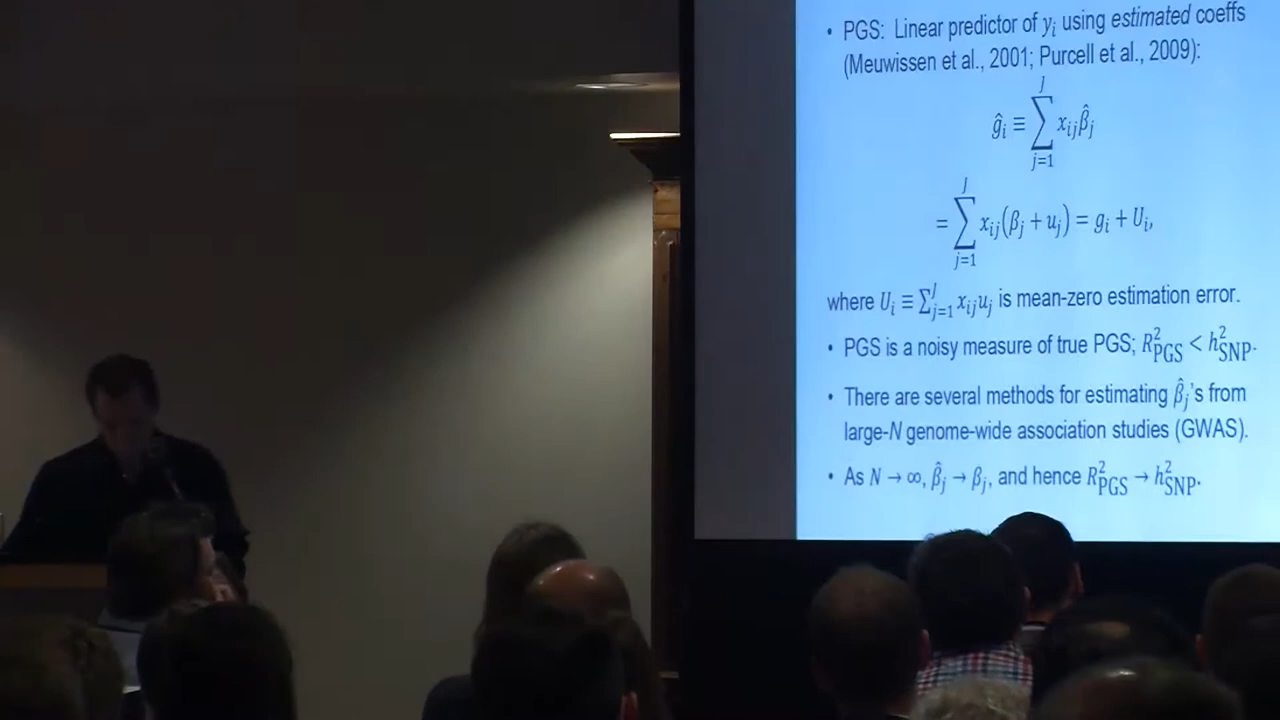 • PGS: Linear predictor of yᵢ using estimated coeffs
(Meuwissen et al., 2001; Purcell et al., 2009):
ĝᵢ ≡ ∑ⱼ₌₁ᴶ xᵢⱼβ̂ⱼ
= ∑ⱼ₌₁ᴶ xᵢⱼ(βⱼ + uⱼ) = gᵢ + Uᵢ,
where Uᵢ ≡ ∑ⱼ₌₁ᴶ xᵢⱼuⱼ is mean-zero estimation error.
• PGS is a noisy measure of true PGS; R²PGS < h²SNP.
• There are several methods for estimating β̂ⱼ's from
large-N genome-wide association studies (GWAS).
• As N → ∞, β̂ⱼ → βⱼ, and hence R²PGS → h²SNP.